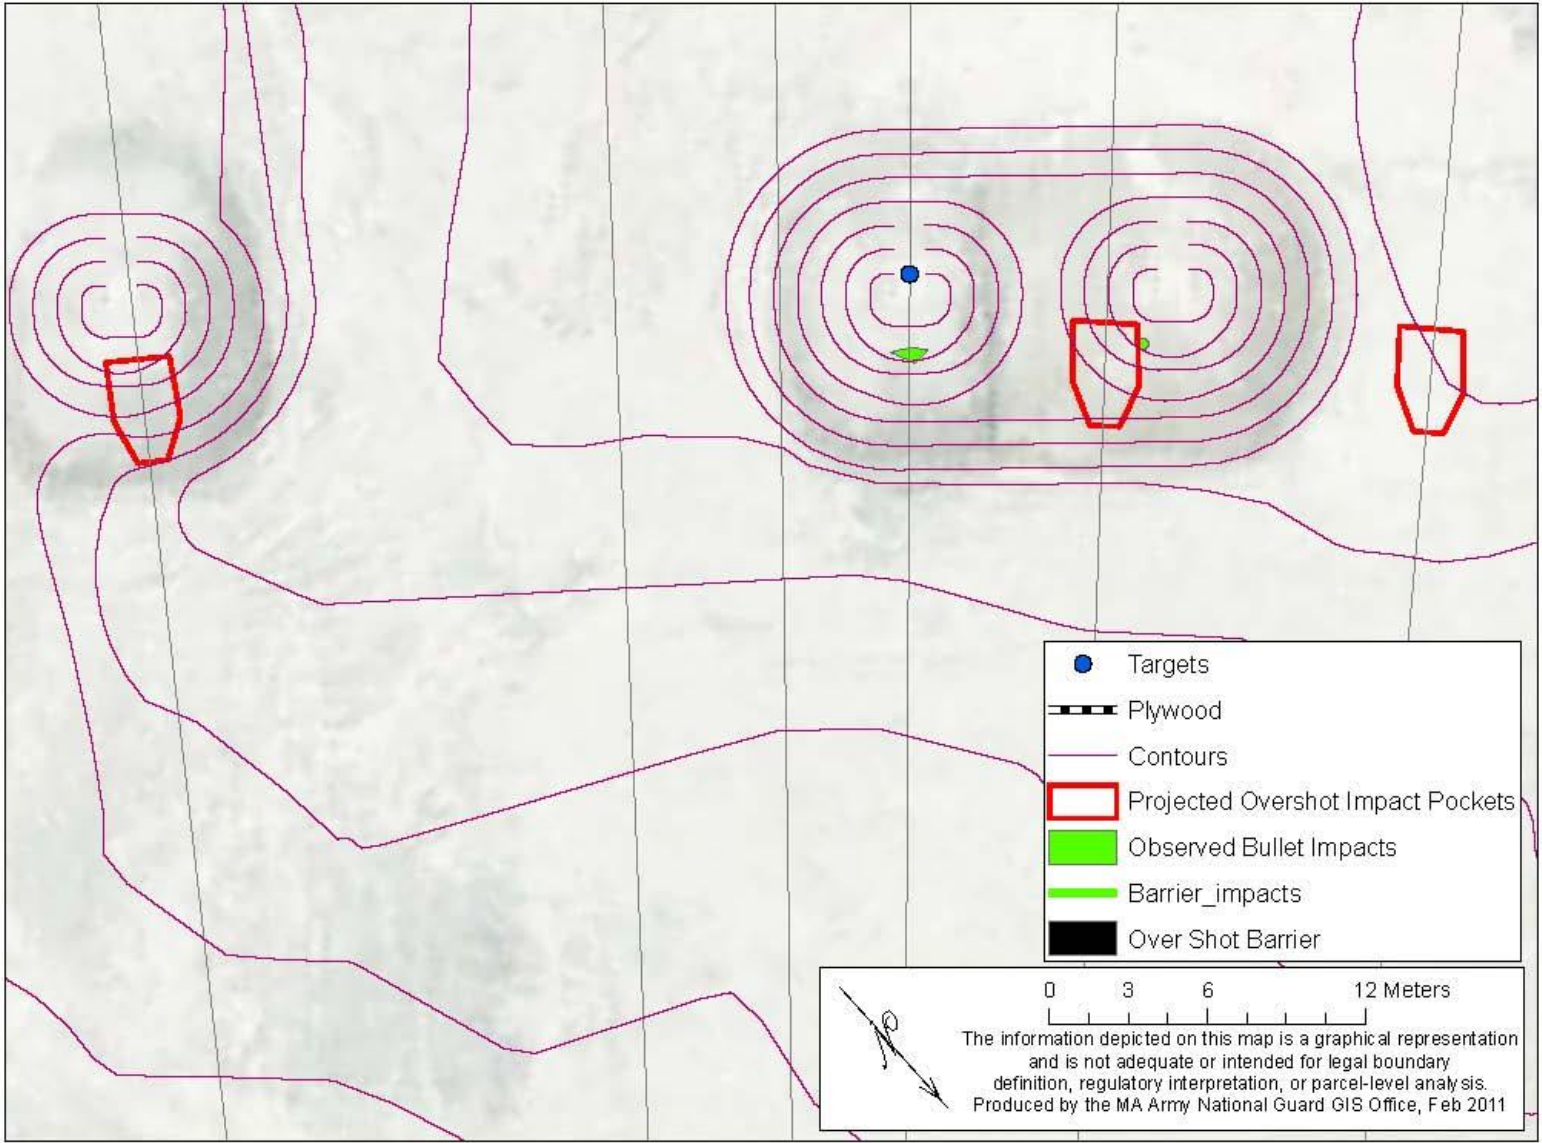 Targets
Plywood
Contours
Projected Overshot Impact Pockets
Observed Bullet Impacts
Barrier_impacts
Over Shot Barrier
0 3 6 12 Meters
The information depicted on this map is a graphical representation
and is not adequate or intended for legal boundary
definition, regulatory interpretation, or parcel-level analysis.
Produced by the MA Army National Guard GIS Office, Feb 2011